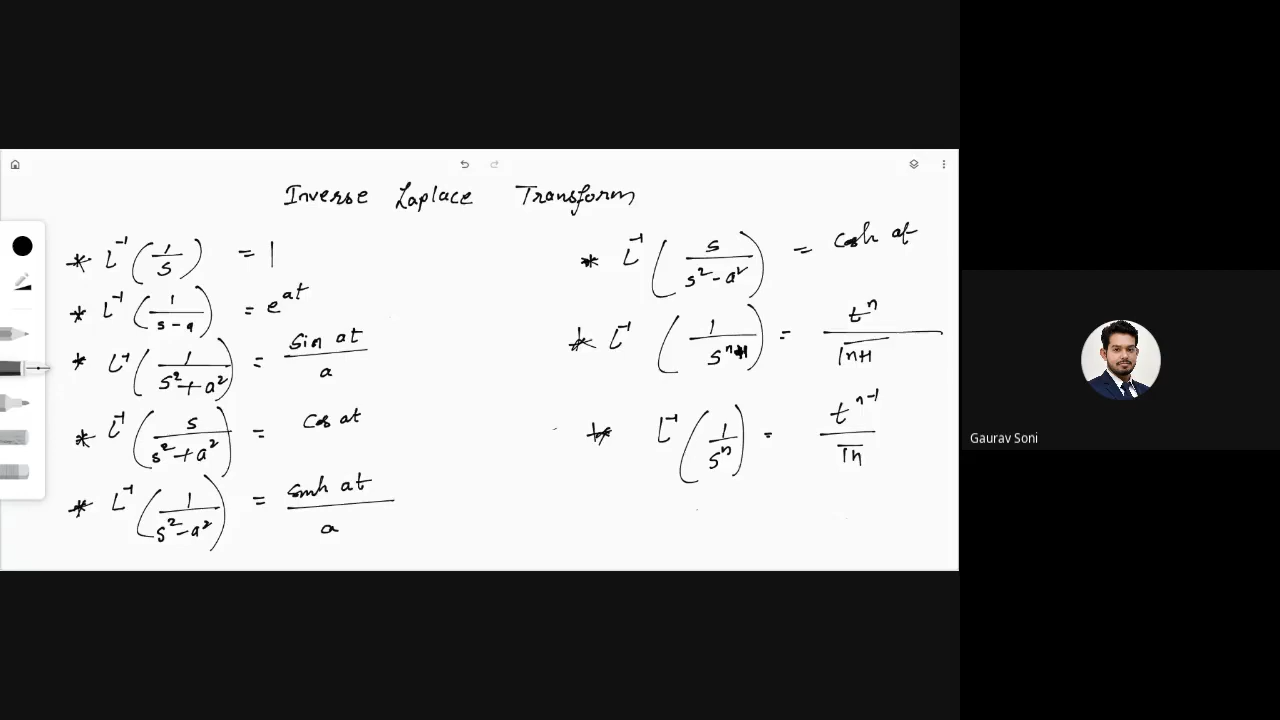 Inverse Laplace Transform
* L⁻¹(1/s) = 1
* L⁻¹(1/(s-a)) = e^at
* L⁻¹(1/(s²+a²)) = sin at/a
* L⁻¹(s/(s²+a²)) = cos at
* L⁻¹(1/(s²-a²)) = sinh at/a
* L⁻¹(s/(s²-a²)) = cosh at
* L⁻¹(1/s^(n+1)) = t^n/Γn+1
* L⁻¹(1/s^n) = t^(n-1)/Γn
Gaurav Soni